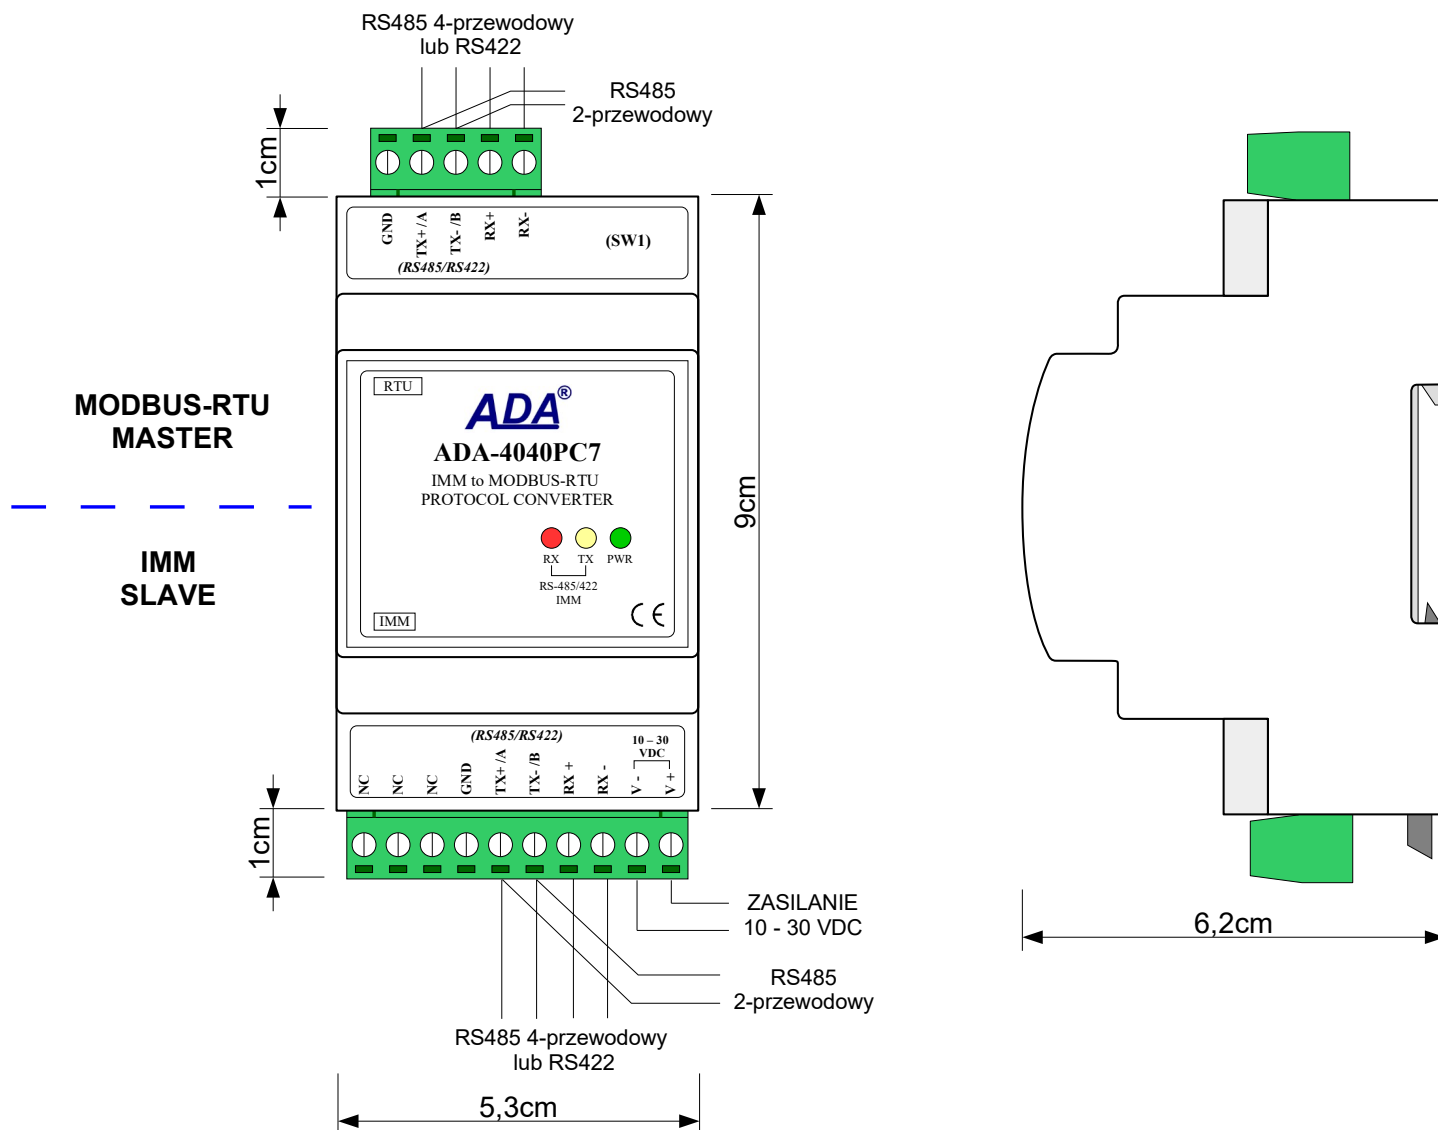 RS485 4-przewodowy
lub RS422
RS485
2-przewodowy
1cm
GND
TX+ /A
TX- /B
RX+
RX-
(SW1)
(RS485/RS422)
RTU
ADA®
ADA-4040PC7
IMM to MODBUS-RTU
PROTOCOL CONVERTER
MODBUS-RTU
MASTER
IMM
SLAVE
RX TX PWR
RS-485/422
IMM
IMM
CE
9cm
(RS485/RS422)
10 – 30
VDC
NC
NC
NC
GND
TX+ /A
TX- /B
RX +
RX -
V -
V +
1cm
ZASILANIE
10 - 30 VDC
RS485
2-przewodowy
RS485 4-przewodowy
lub RS422
5,3cm
6,2cm